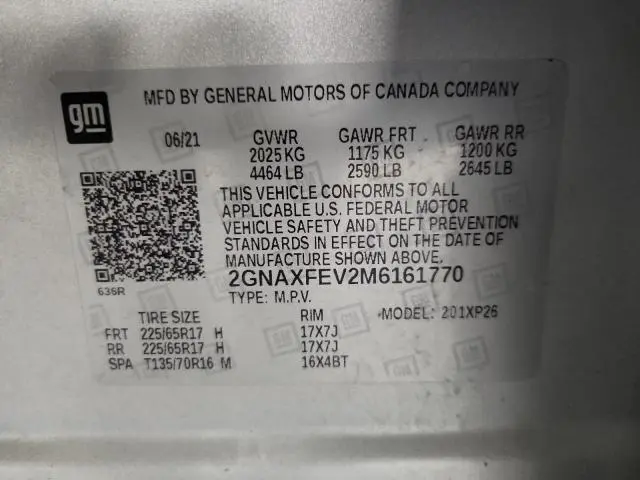 gm
MFD BY GENERAL MOTORS OF CANADA COMPANY
06/21 GVWR GAWR FRT GAWR RR
2025 KG 1175 KG 1200 KG
4464 LB 2590 LB 2645 LB
THIS VEHICLE CONFORMS TO ALL
APPLICABLE U.S. FEDERAL MOTOR
VEHICLE SAFETY AND THEFT PREVENTION
STANDARDS IN EFFECT ON THE DATE OF
MANUFACTURE SHOWN ABOVE.
2GNAXFEV2M6161770
636R
TYPE: M.P.V.
TIRE SIZE RIM MODEL: 201XP26
FRT 225/65R17 H 17X7J
RR 225/65R17 H 17X7J
SPA T135/70R16 M 16X4BT